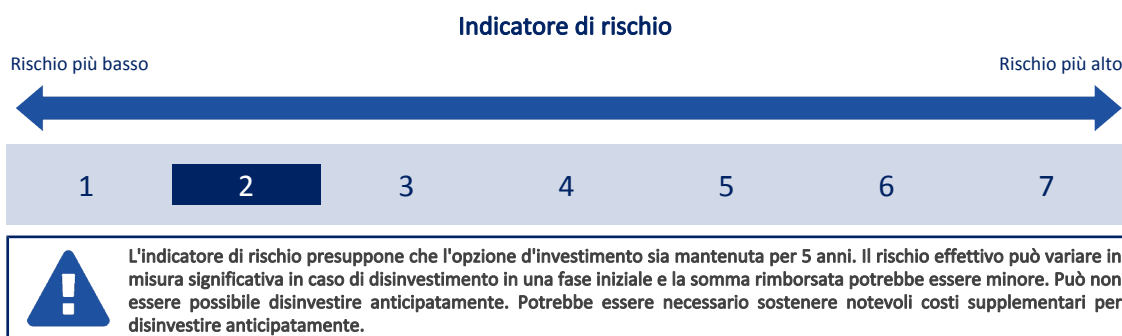 Indicatore di rischio
Rischio più basso
Rischio più alto
1 2 3 4 5 6 7
L'indicatore di rischio presuppone che l'opzione d'investimento sia mantenuta per 5 anni. Il rischio effettivo può variare in
misura significativa in caso di disinvestimento in una fase iniziale e la somma rimborsata potrebbe essere minore. Può non
essere possibile disinvestire anticipatamente. Potrebbe essere necessario sostenere notevoli costi supplementari per
disinvestire anticipatamente.